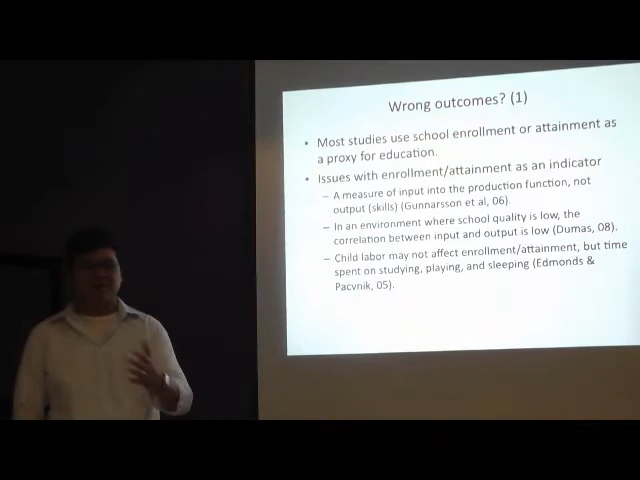 Wrong outcomes? (1)
• Most studies use school enrollment or attainment as
a proxy for education.
• Issues with enrollment/attainment as an indicator
– A measure of input into the production function, not
output (skills) (Gunnarsson et al, 06).
– In an environment where school quality is low, the
correlation between input and output is low (Dumas, 08).
– Child labor may not affect enrollment/attainment, but time
spent on studying, playing, and sleeping (Edmonds &
Pacvnik, 05).